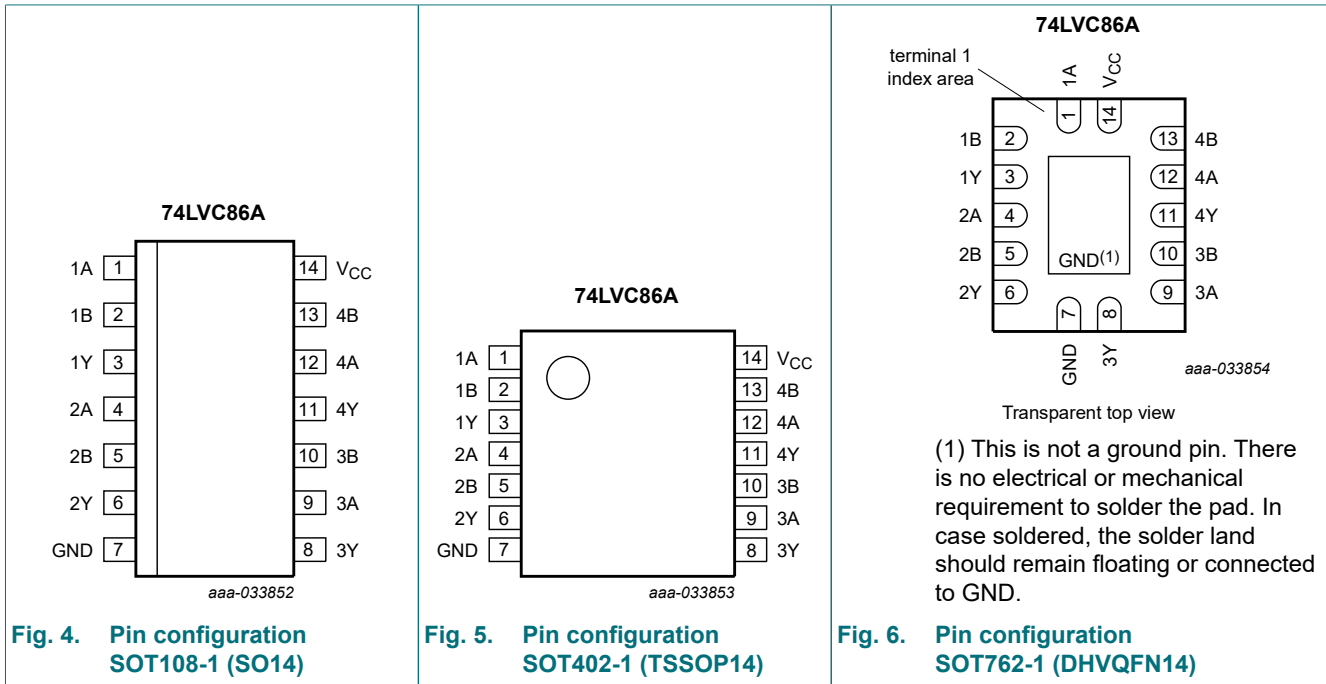 74LVC86A
1A 1 14 VCC
1B 2 13 4B
1Y 3 12 4A
2A 4 11 4Y
2B 5 10 3B
2Y 6 9 3A
GND 7 8 3Y
aaa-033852
Fig. 4. Pin configuration
SOT108-1 (SO14)
74LVC86A
1A 1 14 VCC
1B 2 13 4B
1Y 3 12 4A
2A 4 11 4Y
2B 5 10 3B
2Y 6 9 3A
GND 7 8 3Y
aaa-033853
Fig. 5. Pin configuration
SOT402-1 (TSSOP14)
74LVC86A
terminal 1
index area
1A VCC
1 14
1B 2 13 4B
1Y 3 12 4A
2A 4 11 4Y
2B 5 GND(1) 10 3B
2Y 6 9 3A
7 8
GND 3Y
aaa-033854
Transparent top view
(1) This is not a ground pin. There
is no electrical or mechanical
requirement to solder the pad. In
case soldered, the solder land
should remain floating or connected
to GND.
Fig. 6. Pin configuration
SOT762-1 (DHVQFN14)